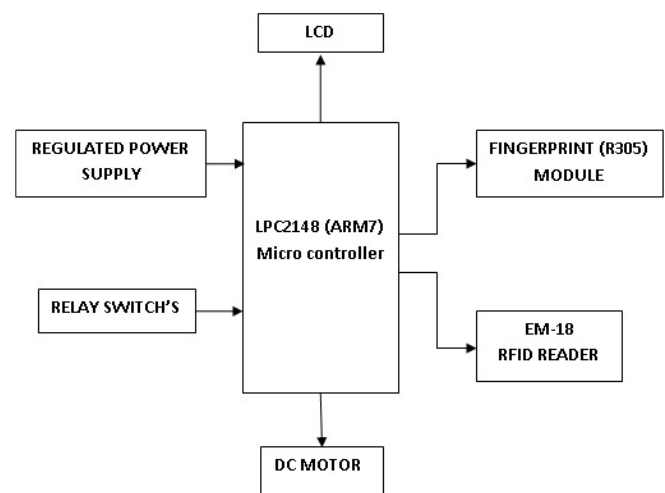 LCD
REGULATED POWER
SUPPLY
FINGERPRINT (R305)
MODULE
LPC2148 (ARM7)
Micro controller
RELAY SWITCH'S
EM-18
RFID READER
DC MOTOR